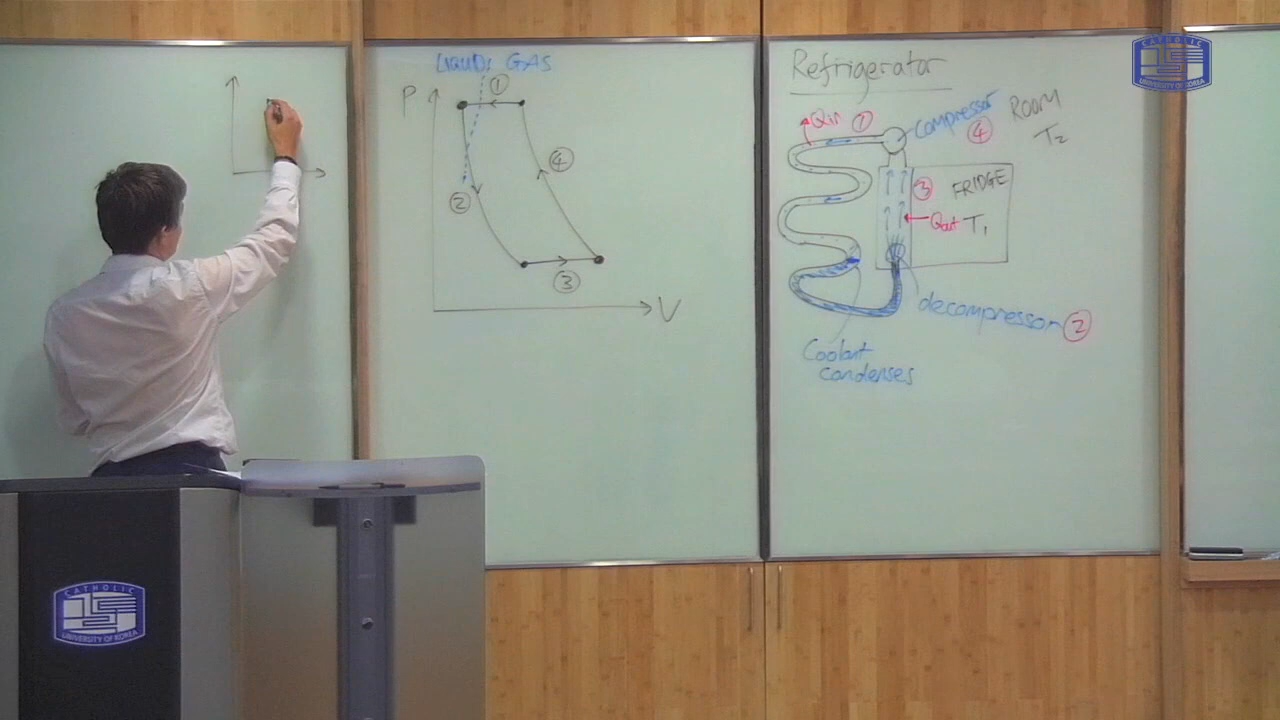 LIQUID: GAS
P
①
②
④
③
V
Refrigerator
Qin ①
compressor
④
ROOM
T₂
③ FRIDGE
Qout T₁
decompressor ②
Coolant
condenses
CATHOLIC
UNIVERSITY OF KOREA
CATHOLIC
UNIVERSITY OF KOREA